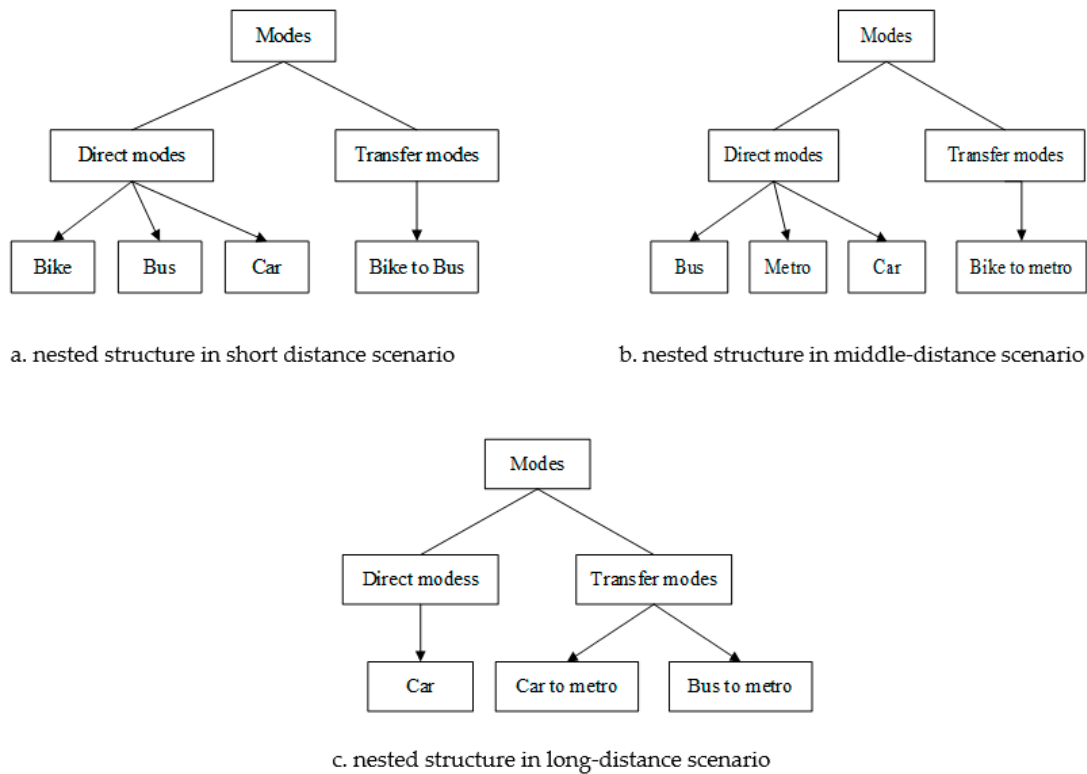 Modes
Direct modes
Transfer modes
Bike
Bus
Car
Bike to Bus
a. nested structure in short distance scenario
Modes
Direct modes
Transfer modes
Bus
Metro
Car
Bike to metro
b. nested structure in middle-distance scenario
Modes
Direct modess
Transfer modes
Car
Car to metro
Bus to metro
c. nested structure in long-distance scenario